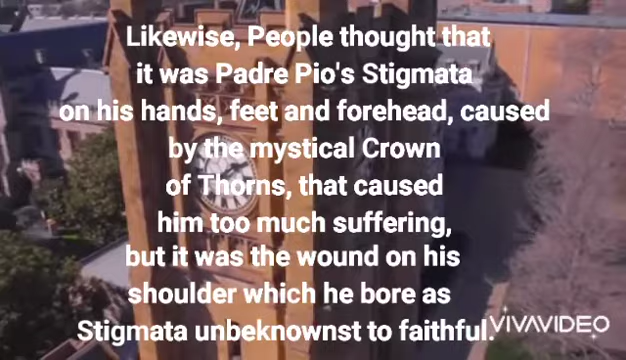 Likewise, People thought that
it was Padre Pio's Stigmata
on his hands, feet and forehead, caused
by the mystical Crown
of Thorns, that caused
him too much suffering,
but it was the wound on his
shoulder which he bore as
Stigmata unbeknownst to faithful.
VIVAVIDEO